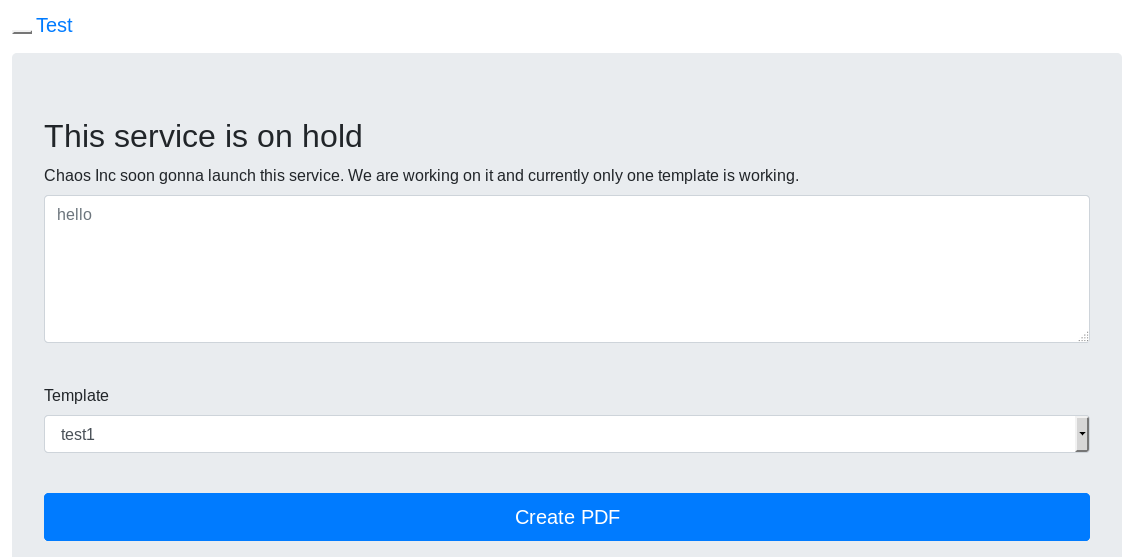 Test
This service is on hold
Chaos Inc soon gonna launch this service. We are working on it and currently only one template is working.
hello
Template
test1
Create PDF